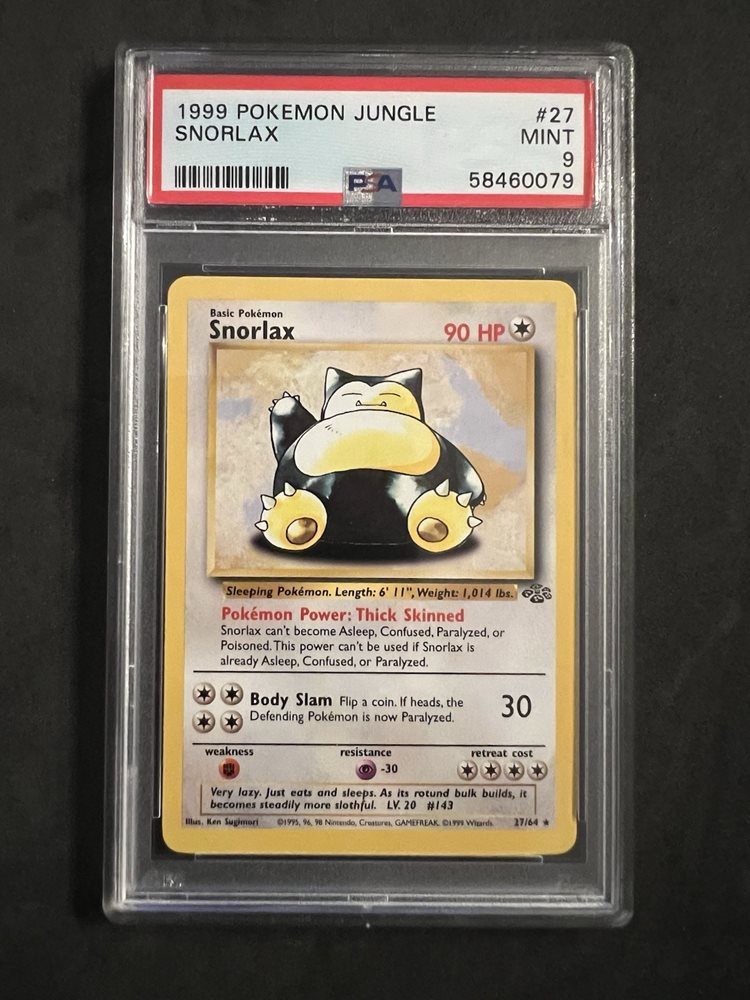 1999 POKEMON JUNGLE #27
SNORLAX MINT
9
PSA 58460079
Basic Pokémon
Snorlax 90 HP
Sleeping Pokémon. Length: 6' 11", Weight: 1,014 lbs.
Pokémon Power: Thick Skinned
Snorlax can't become Asleep, Confused, Paralyzed, or
Poisoned. This power can't be used if Snorlax is
already Asleep, Confused, or Paralyzed.
Body Slam Flip a coin. If heads, the
Defending Pokémon is now Paralyzed. 30
weakness resistance retreat cost
-30
Very lazy. Just eats and sleeps. As its rotund bulk builds, it
becomes steadily more slothful. LV. 20 #143
Illus. Ken Sugimori ©1995, 96, 98 Nintendo, Creatures, GAMEFREAK. ©1999 Wizards. 27/64 ★